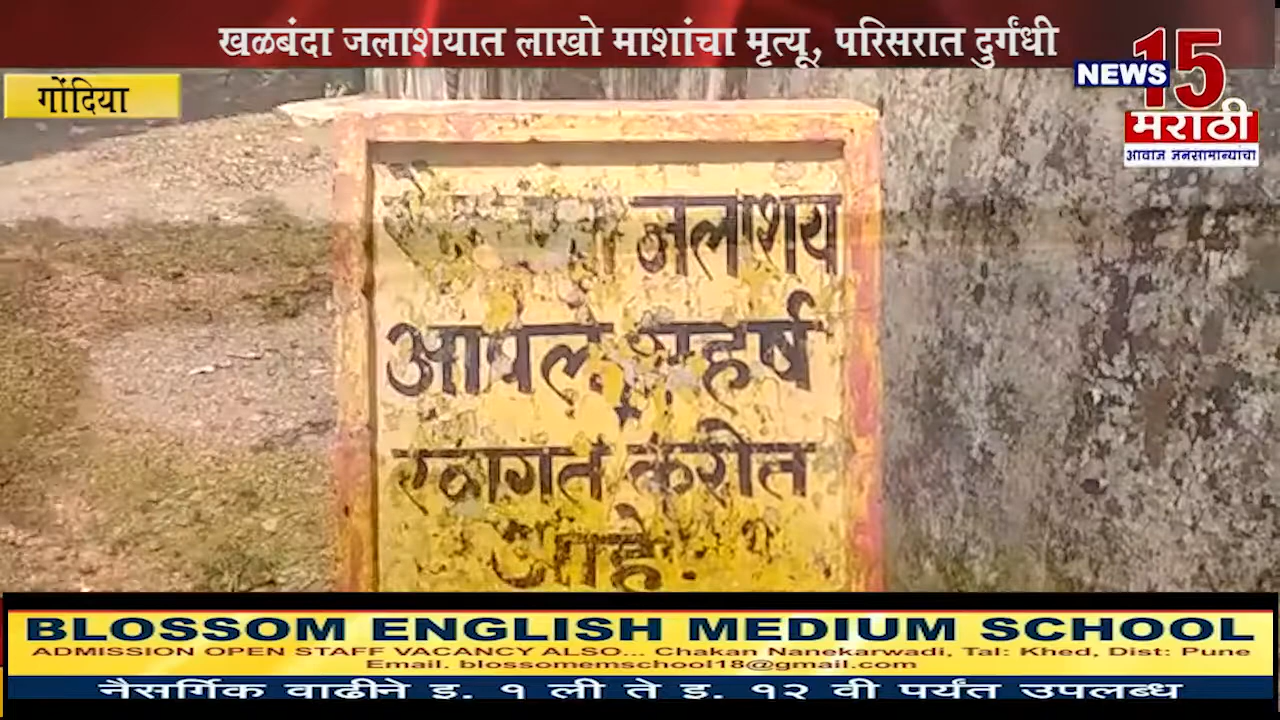 खळबंदा जलाशयात लाखो माशांचा मृत्यू, परिसरात दुर्गंधी
NEWS 15
मराठी
आवाज जनसामान्यांचा
गोंदिया
जलाशय
आपले सहर्ष
स्वागत करीत
आहे.
BLOSSOM ENGLISH MEDIUM SCHOOL
ADMISSION OPEN STAFF VACANCY ALSO... Chakan Nanekarwadi, Tal: Khed, Dist: Pune
Email. blossomemschool18@gmail.com
नैसर्गिक वाढीने इ. १ ली ते इ. १२ वी पर्यंत उपलब्ध